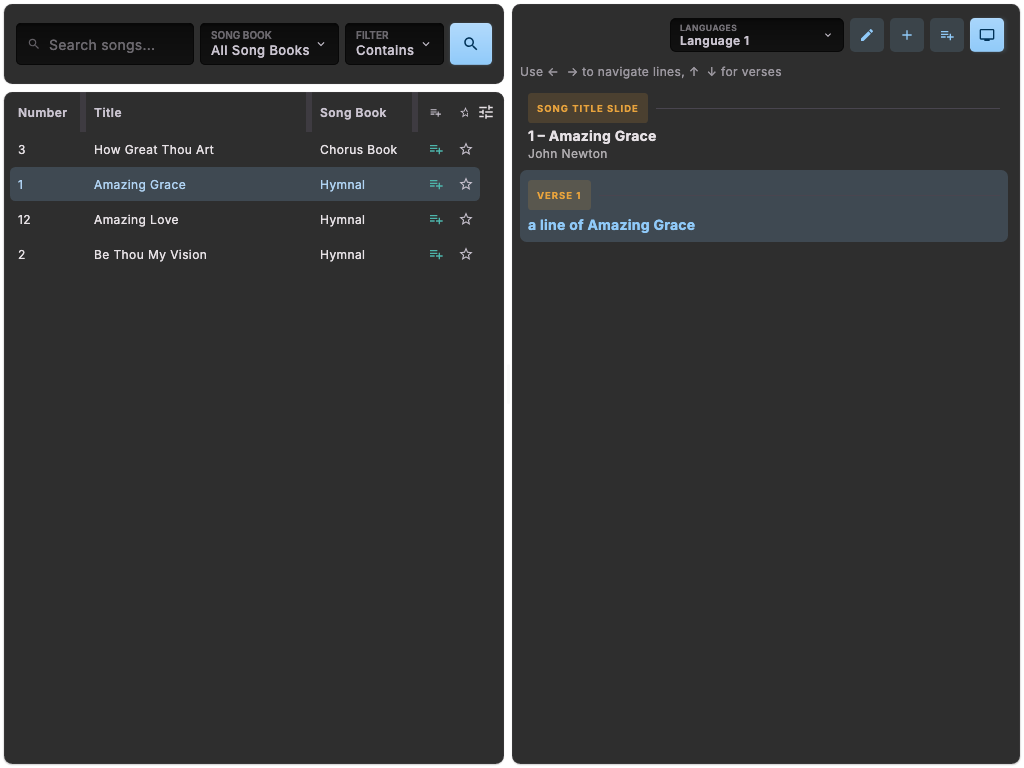 Search songs...
SONG BOOK
All Song Books
FILTER
Contains
Number Title Song Book
3 How Great Thou Art Chorus Book
1 Amazing Grace Hymnal
12 Amazing Love Hymnal
2 Be Thou My Vision Hymnal
LANGUAGES
Language 1
Use ← → to navigate lines, ↑ ↓ for verses
SONG TITLE SLIDE
1 – Amazing Grace
John Newton
VERSE 1
a line of Amazing Grace